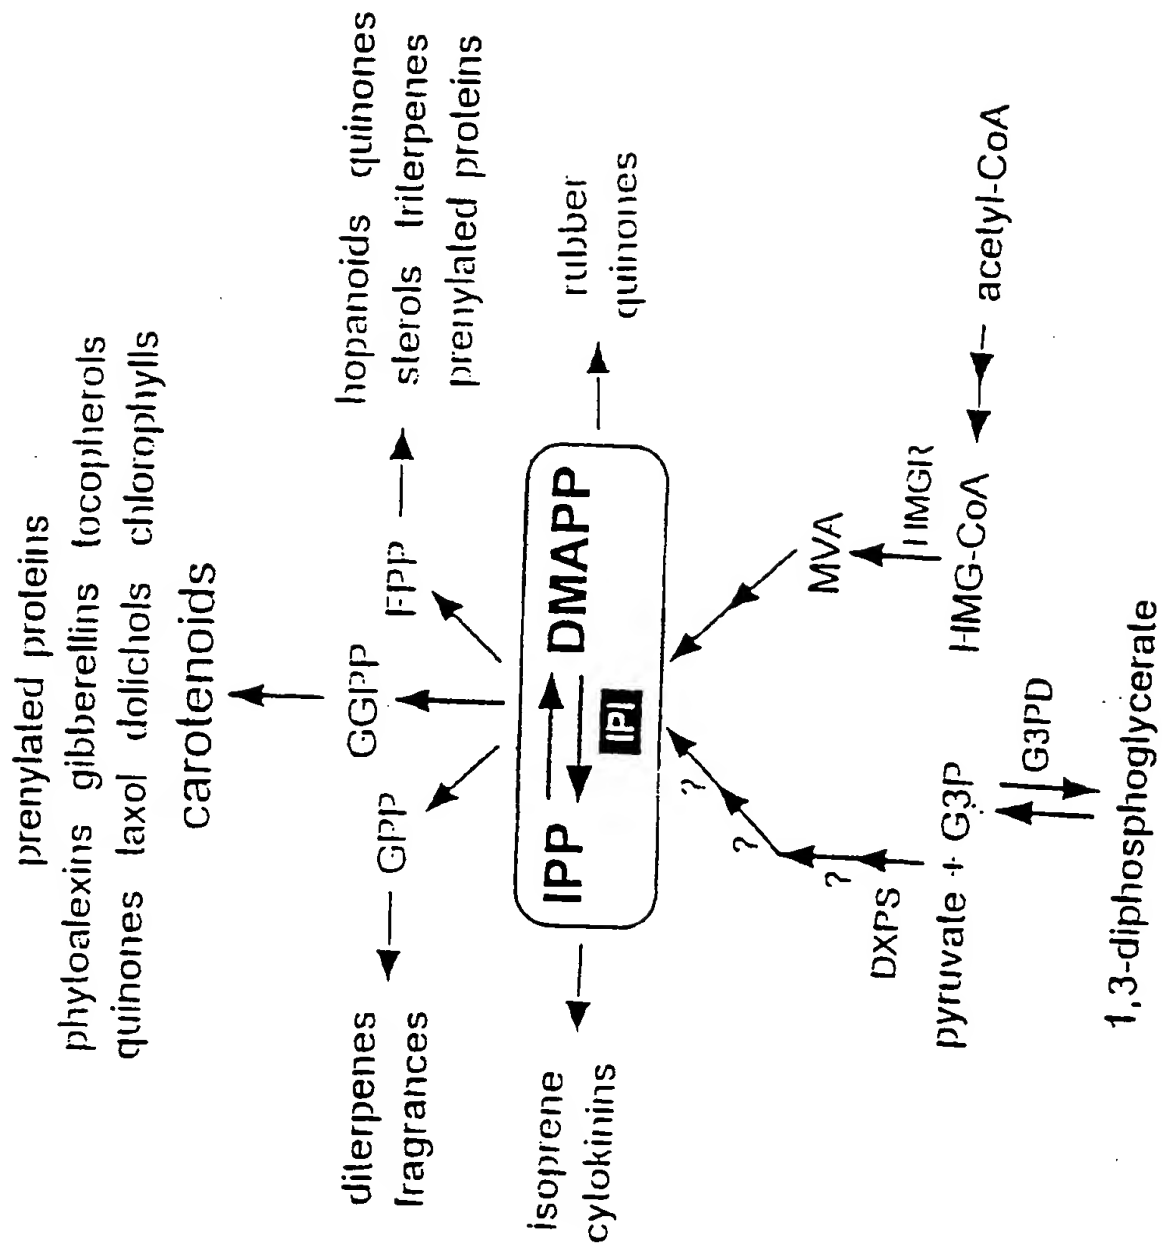 prenylated proteins
phyloalexins gibberellins tocopherols
quinones taxol dolichols chlorophylls
carotenoids
hopanoids quinones
sterols triterpenes
prenylated proteins
diterpenes
fragrances
GPP
GGPP
FPP
rubber
quinones
isoprene
cytokinins
IPP
DMAPP
IPI
?
?
?
DXPS
MVA
HMGR
pyruvate + G3P
HMG-CoA
acetyl-CoA
G3PD
1,3-diphosphoglycerate